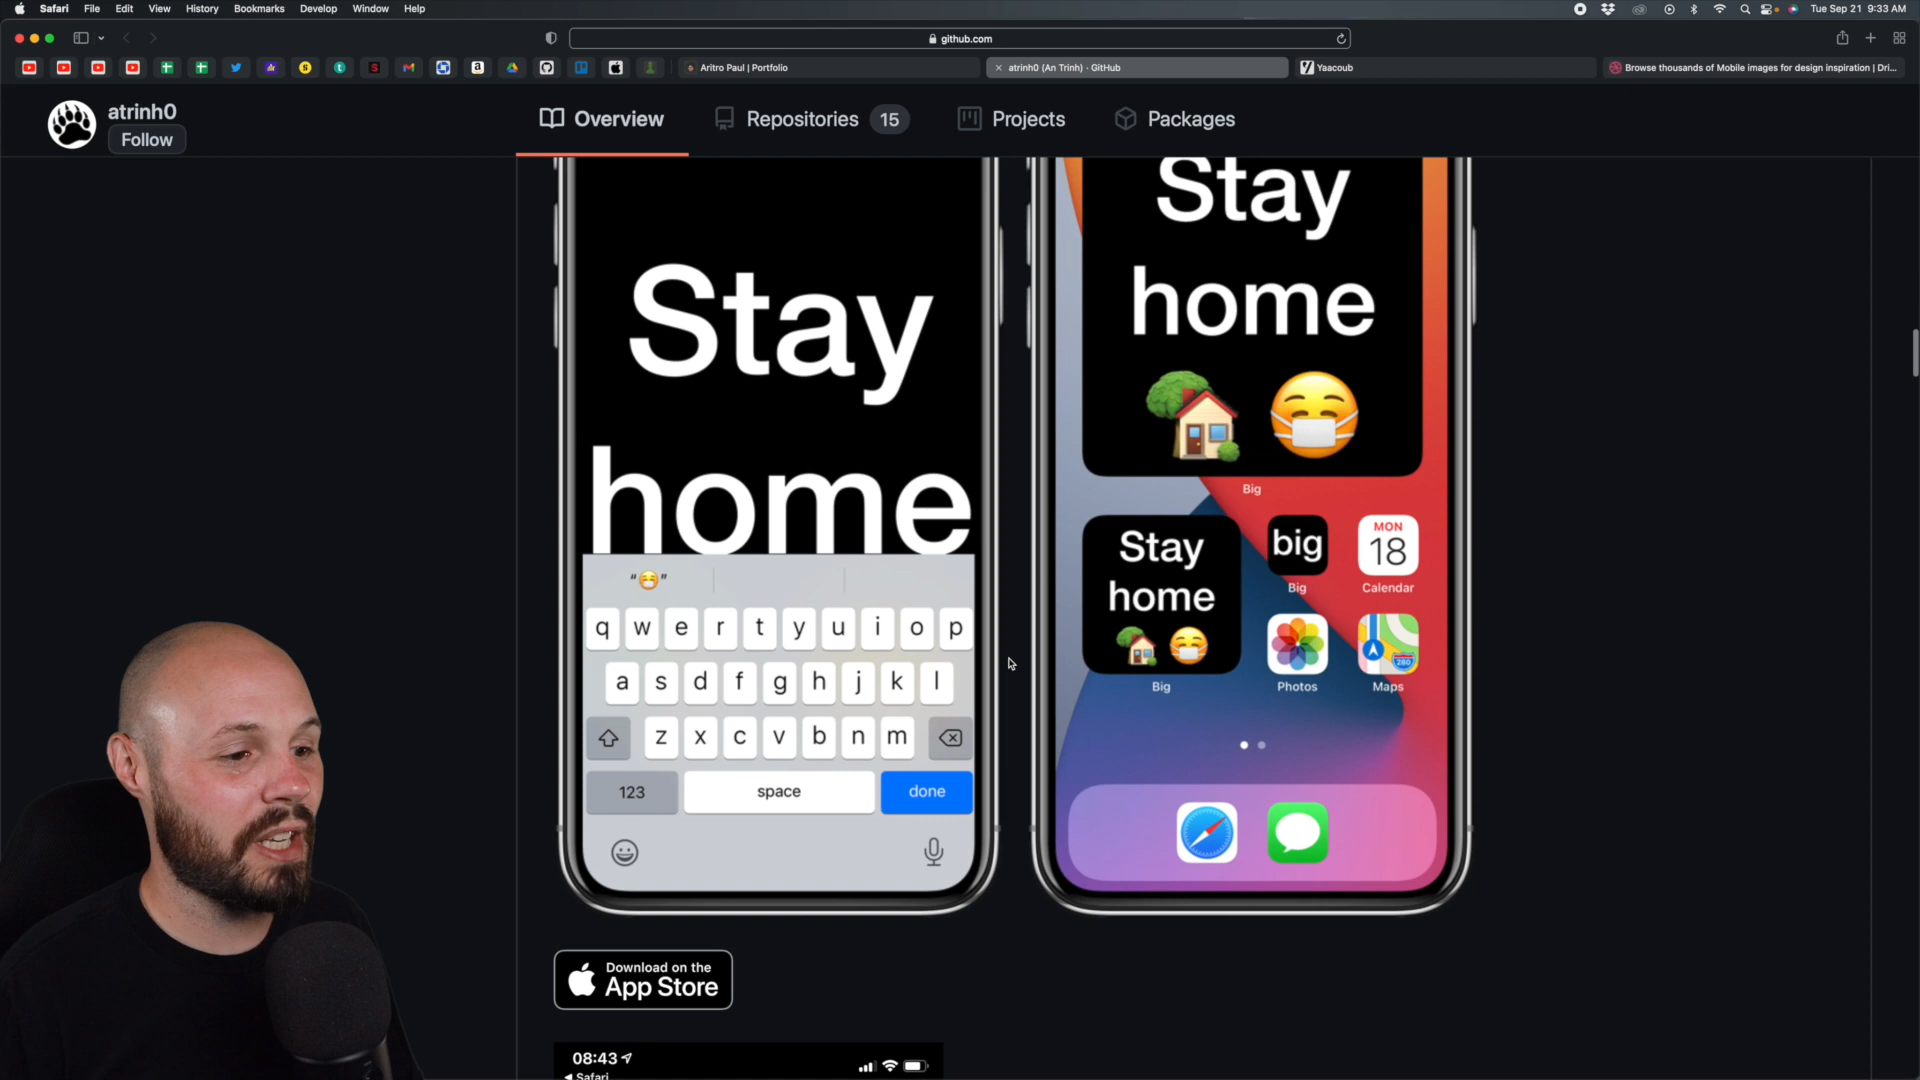 Safari File Edit View History Bookmarks Develop Window Help
Tue Sep 21 9:33 AM
github.com
Aritro Paul | Portfolio
atrinh0 (An Trinh) · GitHub
Yaacoub
Browse thousands of Mobile images for design inspiration | Dri...
atrinh0
Follow
Overview
Repositories 15
Projects
Packages
Stay
home
"😷"
q w e r t y u i o p
a s d f g h j k l
z x c v b n m
123 space done
Stay
home
Big
Stay
home
Big
big
Big
MON
18
Calendar
Photos
280
Maps
Download on the
App Store
08:43
Safari